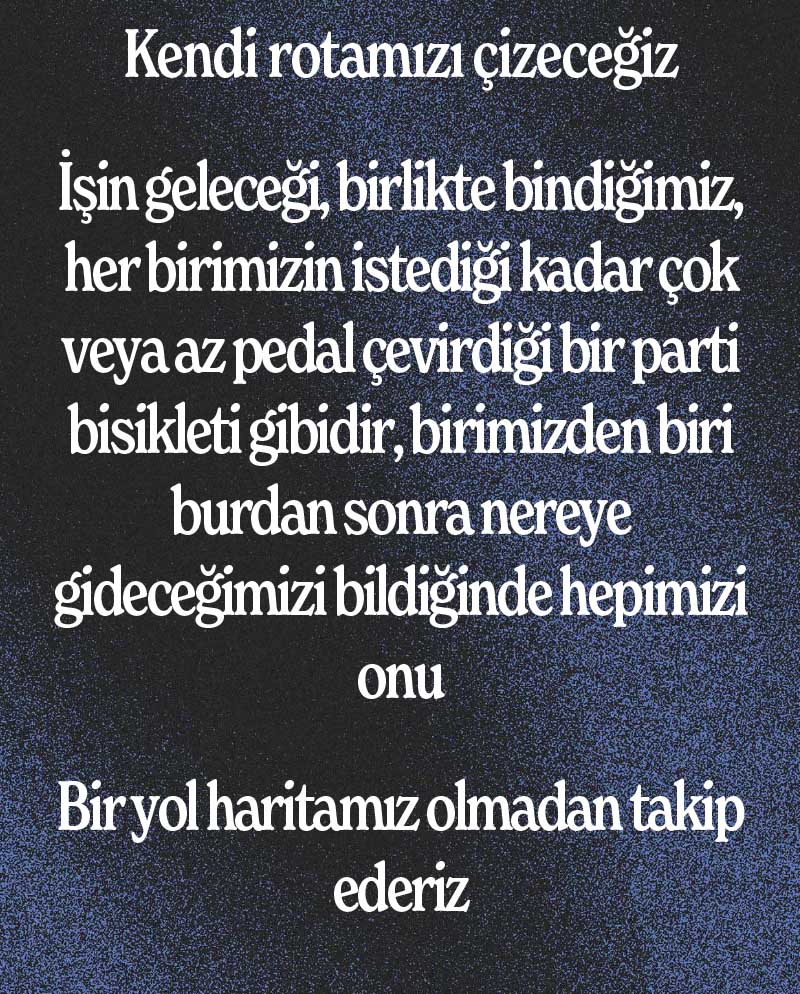 Kendi rotamızı çizeceğiz
İşin geleceği, birlikte bindiğimiz,
her birimizin istediği kadar çok
veya az pedal çevirdiği bir parti
bisikleti gibidir, birimizden biri
burdan sonra nereye
gideceğimizi bildiğinde hepimizi
onu
Bir yol haritamız olmadan takip
ederiz